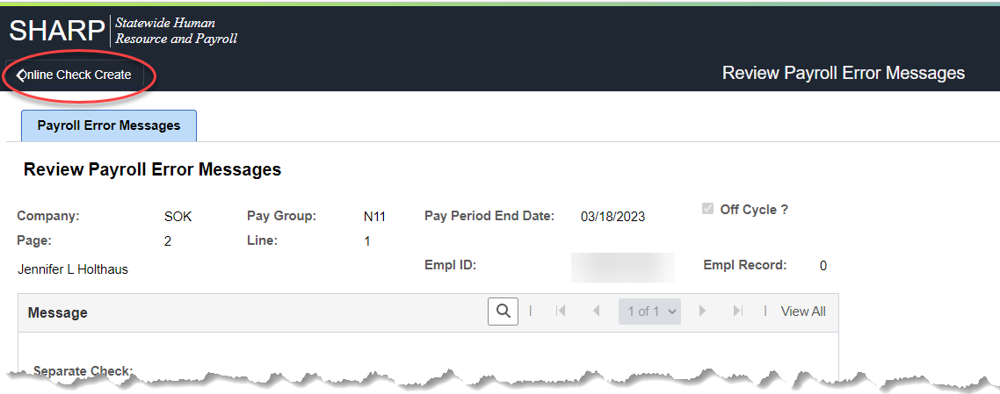 SHARP Statewide Human
Resource and Payroll
Online Check Create
Review Payroll Error Messages
Payroll Error Messages
Review Payroll Error Messages
Company: SOK Pay Group: N11 Pay Period End Date: 03/18/2023 Off Cycle ?
Page: 2 Line: 1
Jennifer L Holthaus Empl ID: Empl Record: 0
Message 1 of 1 View All
Separate Check: